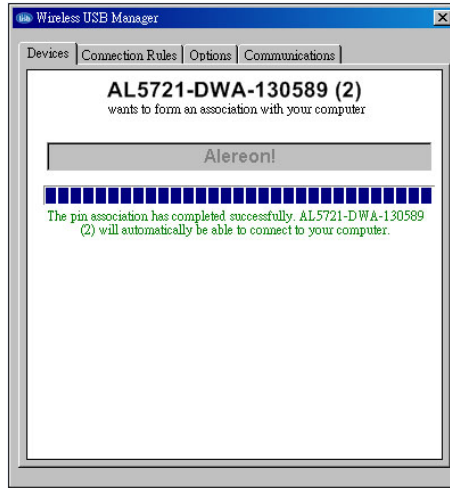 Wireless USB Manager
Devices Connection Rules Options Communications
AL5721-DWA-130589 (2)
wants to form an association with your computer
Alereon!
The pin association has completed successfully. AL5721-DWA-130589
(2) will automatically be able to connect to your computer.